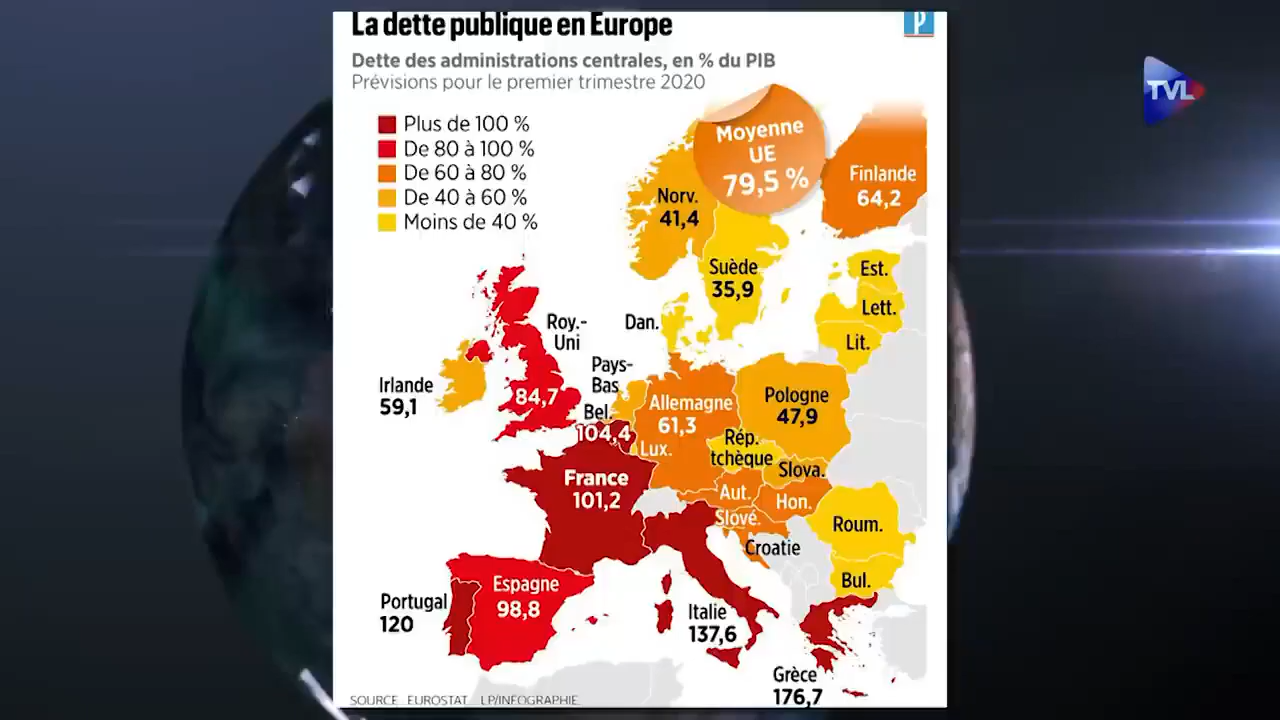 La dette publique en Europe
P
Dette des administrations centrales, en % du PIB
Prévisions pour le premier trimestre 2020
TVL
Plus de 100 %
De 80 à 100 %
De 60 à 80 %
De 40 à 60 %
Moins de 40 %
Moyenne
UE
79,5 %
Finlande
64,2
Norv.
41,4
Suède
35,9
Est.
Lett.
Lit.
Dan.
Roy.-
Uni
84,7
Irlande
59,1
Pays-
Bas
Bel.
104,4
Lux.
Allemagne
61,3
Pologne
47,9
Rép.
tchèque
Slova.
France
101,2
Aut.
Hon.
Slové.
Croatie
Roum.
Bul.
Espagne
98,8
Portugal
120
Italie
137,6
Grèce
176,7
SOURCE EUROSTAT LP/INFOGRAPHIE